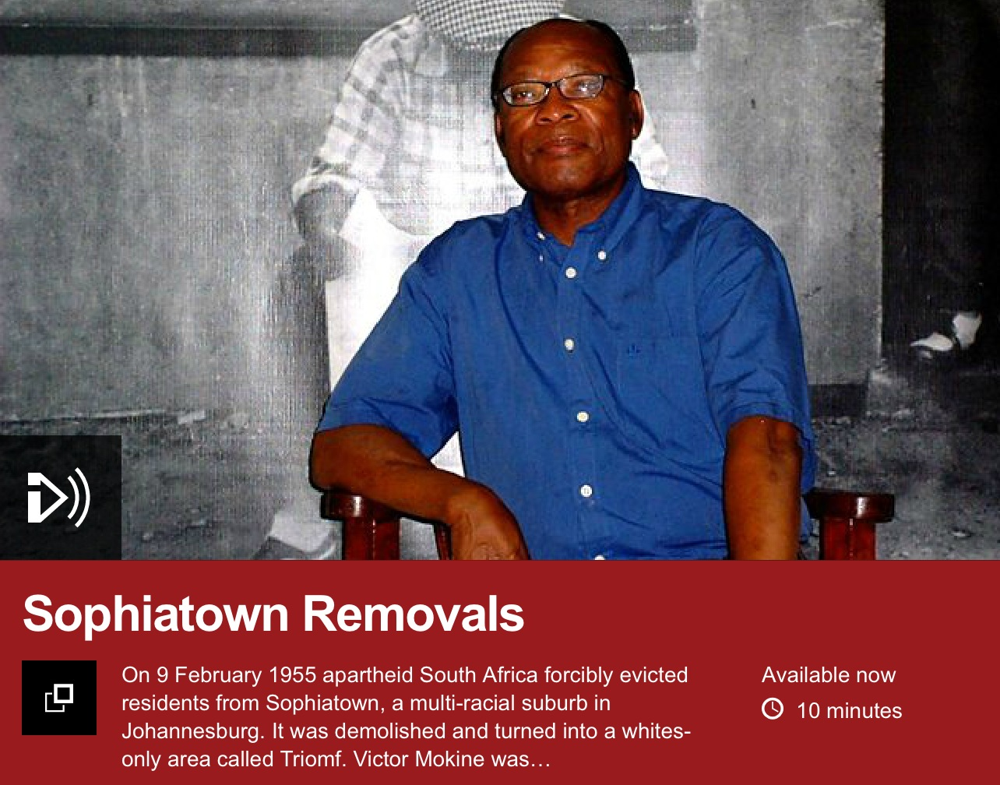 Sophiatown Removals
On 9 February 1955 apartheid South Africa forcibly evicted
residents from Sophiatown, a multi-racial suburb in
Johannesburg. It was demolished and turned into a whites-
only area called Triomf. Victor Mokine was…
Available now
10 minutes